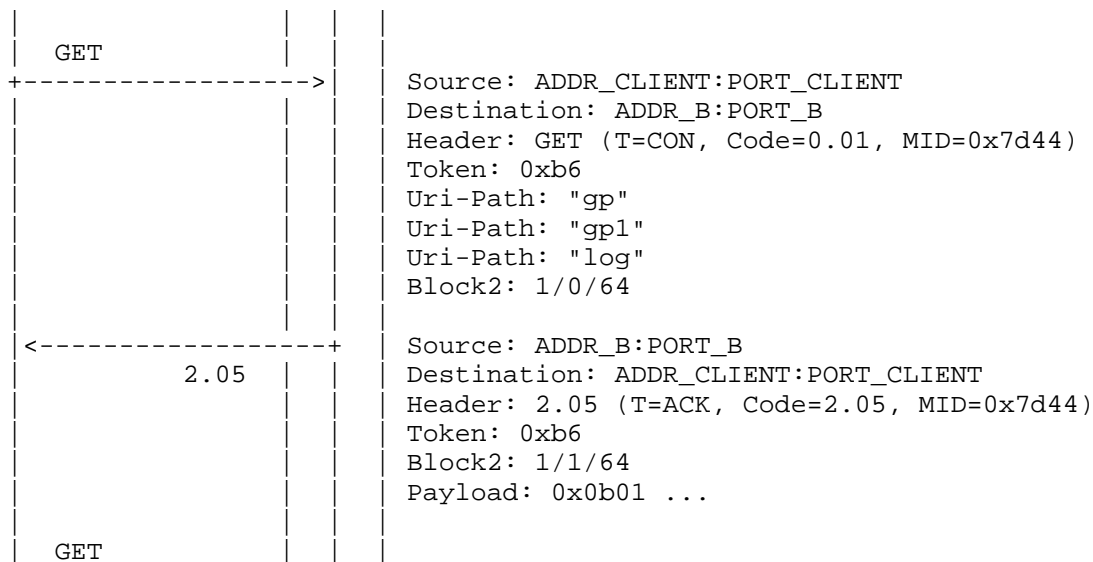 GET
Source: ADDR_CLIENT:PORT_CLIENT
Destination: ADDR_B:PORT_B
Header: GET (T=CON, Code=0.01, MID=0x7d44)
Token: 0xb6
Uri-Path: "gp"
Uri-Path: "gp1"
Uri-Path: "log"
Block2: 1/0/64
Source: ADDR_B:PORT_B
2.05 Destination: ADDR_CLIENT:PORT_CLIENT
Header: 2.05 (T=ACK, Code=2.05, MID=0x7d44)
Token: 0xb6
Block2: 1/1/64
Payload: 0x0b01 ...
GET